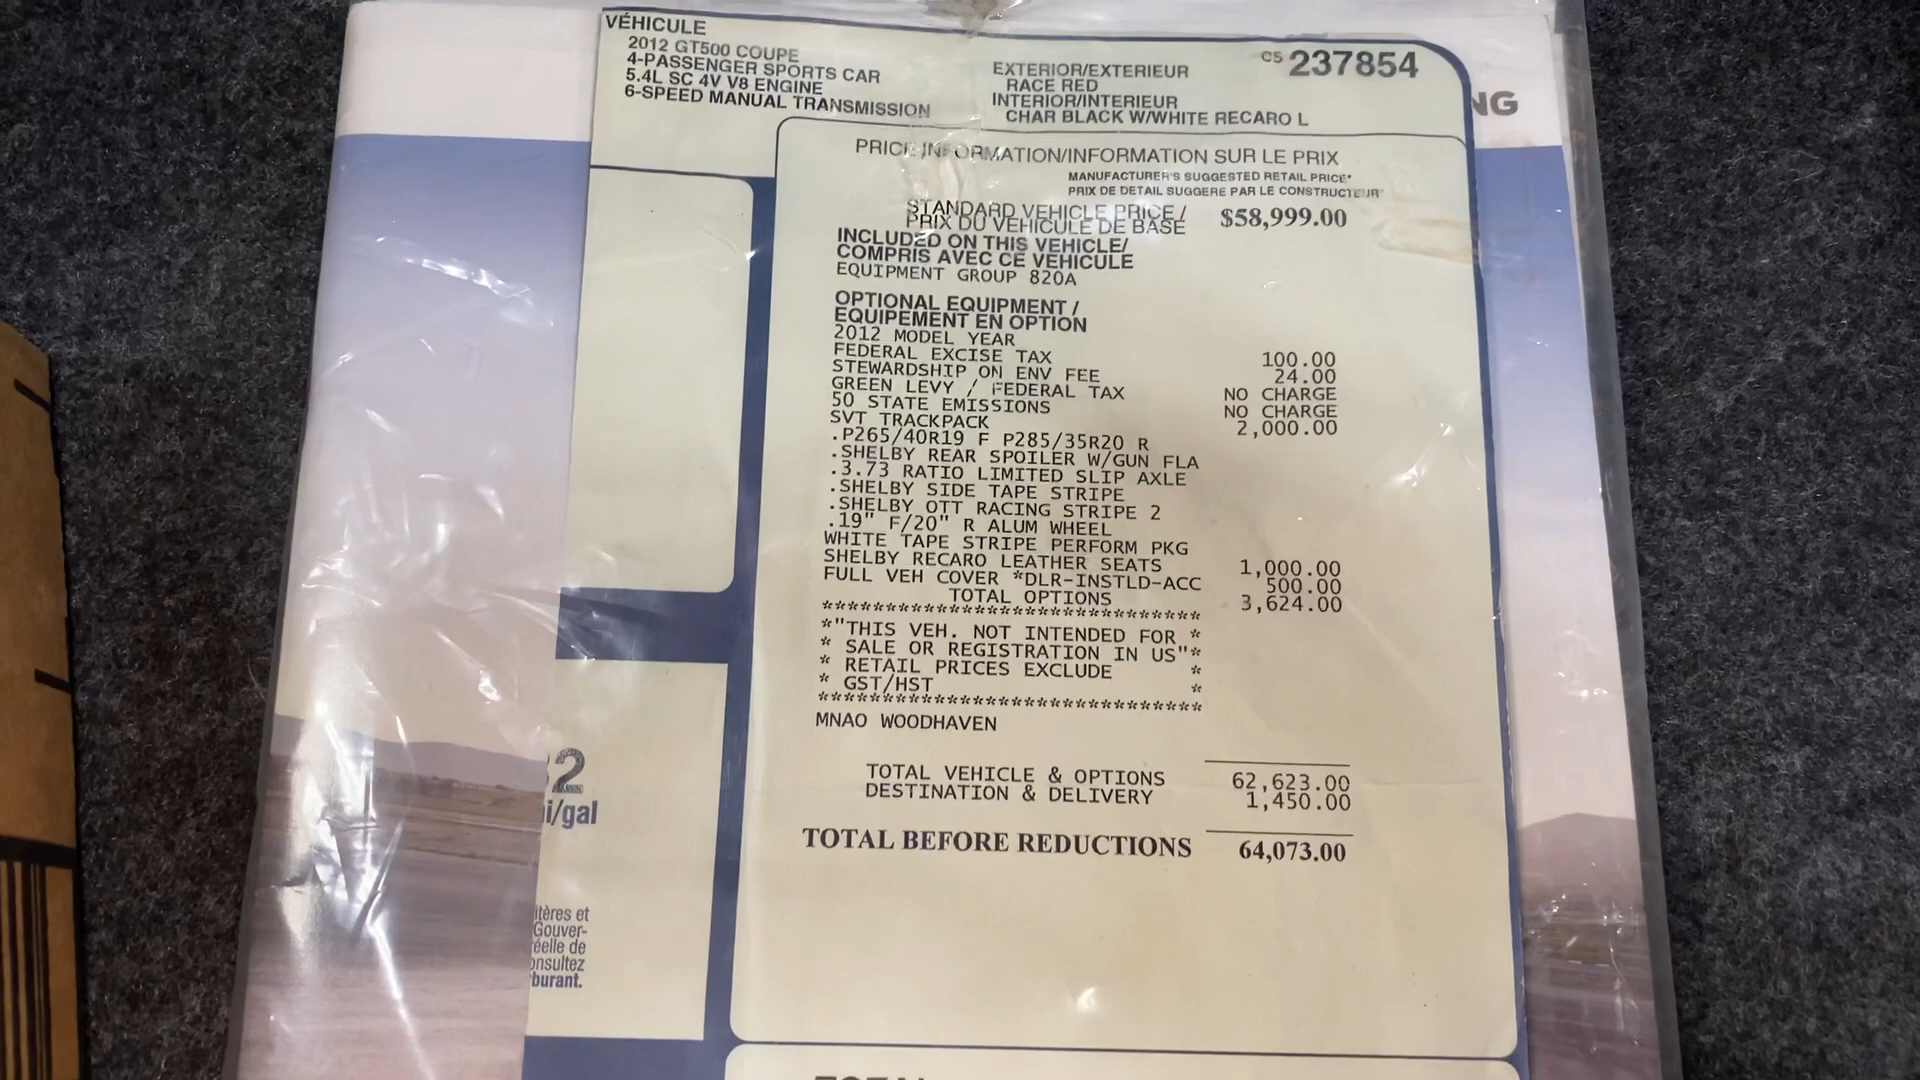 VÉHICULE
2012 GT500 COUPE
4-PASSENGER SPORTS CAR
5.4L SC 4V V8 ENGINE
6-SPEED MANUAL TRANSMISSION
EXTERIOR/EXTERIEUR
RACE RED
INTERIOR/INTERIEUR
CHAR BLACK W/WHITE RECARO L
C5 237854
NG
PRICE INFORMATION/INFORMATION SUR LE PRIX
MANUFACTURER'S SUGGESTED RETAIL PRICE*
PRIX DE DETAIL SUGGERE PAR LE CONSTRUCTEUR*
STANDARD VEHICLE PRICE /
PRIX DU VEHICULE DE BASE $58,999.00
INCLUDED ON THIS VEHICLE/
COMPRIS AVEC CE VEHICULE
EQUIPMENT GROUP 820A
OPTIONAL EQUIPMENT /
EQUIPEMENT EN OPTION
2012 MODEL YEAR
FEDERAL EXCISE TAX 100.00
STEWARDSHIP ON ENV FEE 24.00
GREEN LEVY / FEDERAL TAX NO CHARGE
50 STATE EMISSIONS NO CHARGE
SVT TRACKPACK 2,000.00
.P265/40R19 F P285/35R20 R
.SHELBY REAR SPOILER W/GUN FLA
.3.73 RATIO LIMITED SLIP AXLE
.SHELBY SIDE TAPE STRIPE
.SHELBY OTT RACING STRIPE 2
.19" F/20" R ALUM WHEEL
WHITE TAPE STRIPE PERFORM PKG
SHELBY RECARO LEATHER SEATS 1,000.00
FULL VEH COVER *DLR-INSTLD-ACC 500.00
TOTAL OPTIONS 3,624.00
******************************
*"THIS VEH. NOT INTENDED FOR *
* SALE OR REGISTRATION IN US"*
* RETAIL PRICES EXCLUDE *
* GST/HST *
******************************
MNAO WOODHAVEN
TOTAL VEHICLE & OPTIONS 62,623.00
DESTINATION & DELIVERY 1,450.00
TOTAL BEFORE REDUCTIONS 64,073.00
2
mi/gal
itères et
Gouver-
réelle de
onsultez
burant.